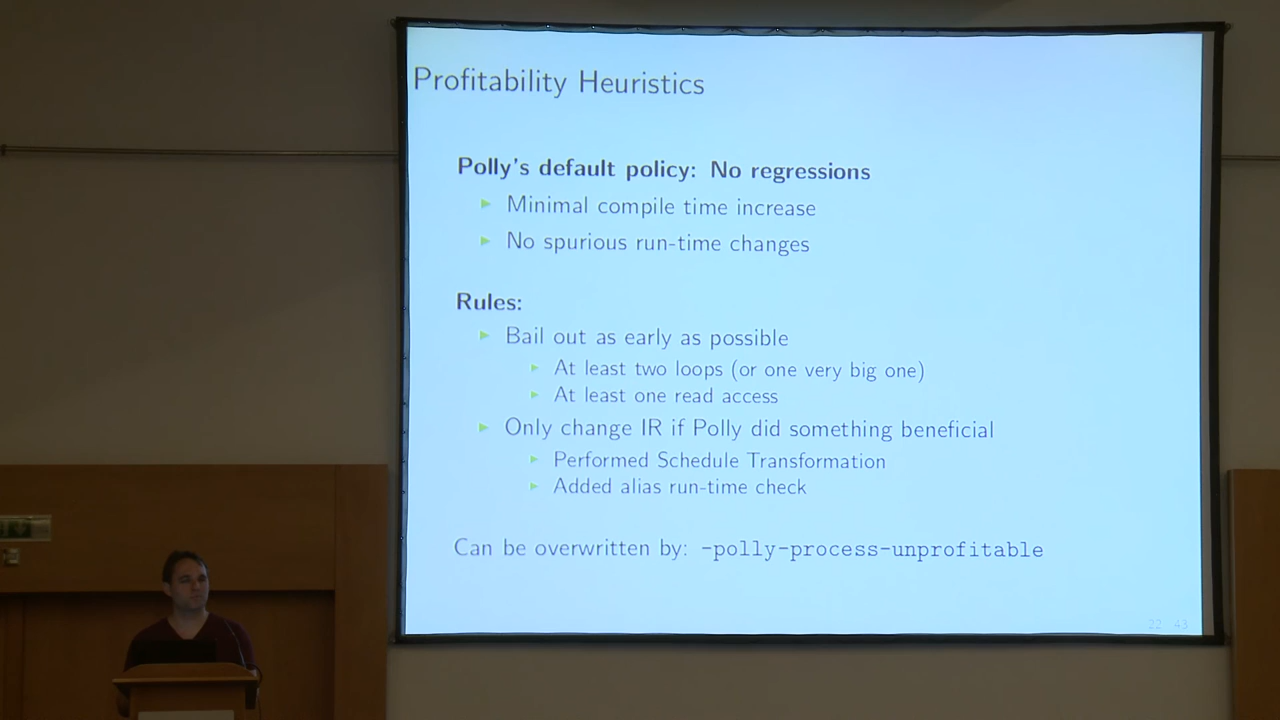 Profitability Heuristics
Polly's default policy: No regressions
Minimal compile time increase
No spurious run-time changes
Rules:
Bail out as early as possible
At least two loops (or one very big one)
At least one read access
Only change IR if Polly did something beneficial
Performed Schedule Transformation
Added alias run-time check
Can be overwritten by: -polly-process-unprofitable
22 43